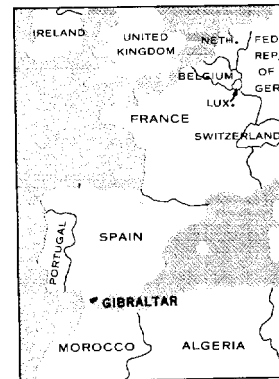 IRELAND
UNITED
KINGDOM
NETH.
FED
REP.
OF
GER
BELGIUM
LUX.
FRANCE
SWITZERLAND
PORTUGAL
SPAIN
GIBRALTAR
MOROCCO
ALGERIA